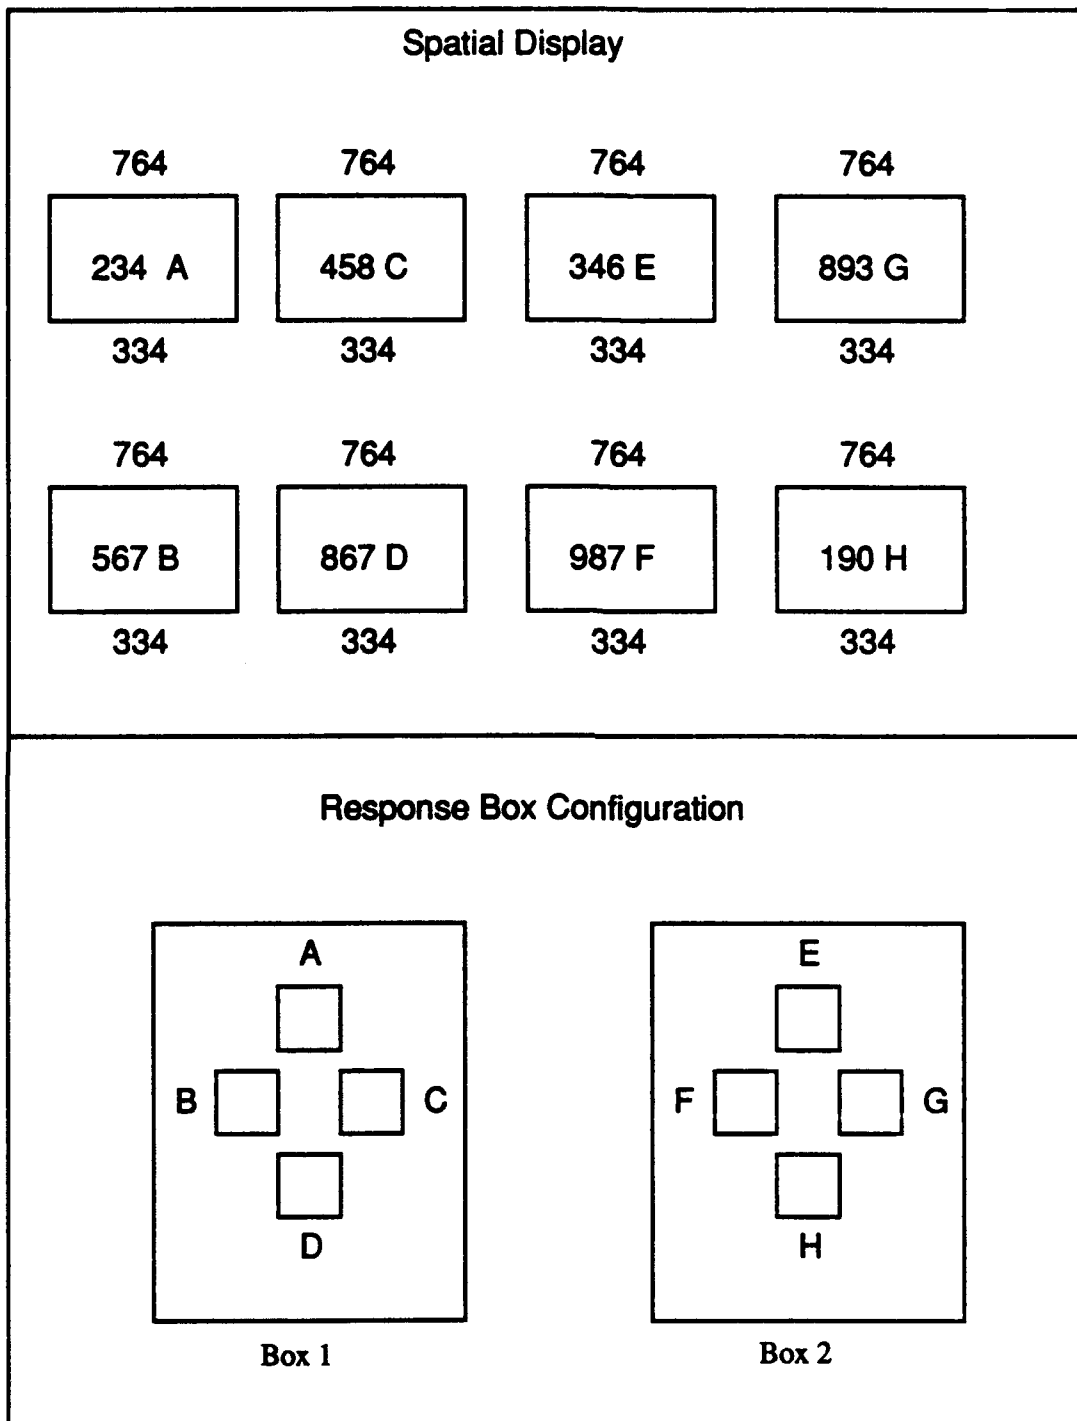 Spatial Display
764 764 764 764
234 A 458 C 346 E 893 G
334 334 334 334
764 764 764 764
567 B 867 D 987 F 190 H
334 334 334 334
Response Box Configuration
A E
B C F G
D H
Box 1 Box 2